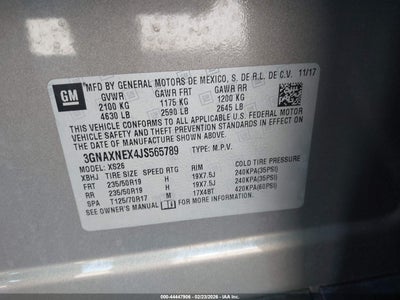 GM
MFD BY GENERAL MOTORS DE MEXICO, S. DE R.L. DE C.V. 11/17
GVWR GAWR FRT GAWR RR
2100 KG 1175 KG 1200 KG
4630 LB 2590 LB 2645 LB
THIS VEHICLE CONFORMS TO ALL APPLICABLE U.S. FEDERAL MOTOR
VEHICLE SAFETY AND THEFT PREVENTION STANDARDS IN EFFECT ON
THE DATE OF MANUFACTURE SHOWN ABOVE.
3GNAXNEX4JS565789 TYPE: M.P.V.
MODEL: XS26
XBHJ TIRE SIZE SPEED RTG RIM COLD TIRE PRESSURE
FRT 235/50R19 H 19X7.5J 240KPA(35PSI)
RR 235/50R19 H 19X7.5J 240KPA(35PSI)
SPA T125/70R17 M 17X4BT 420KPA(60PSI)
SEE OWNER'S MANUAL FOR ADDITIONAL INFORMATION.
© 000-44447906 - 02/23/2026 - IAA